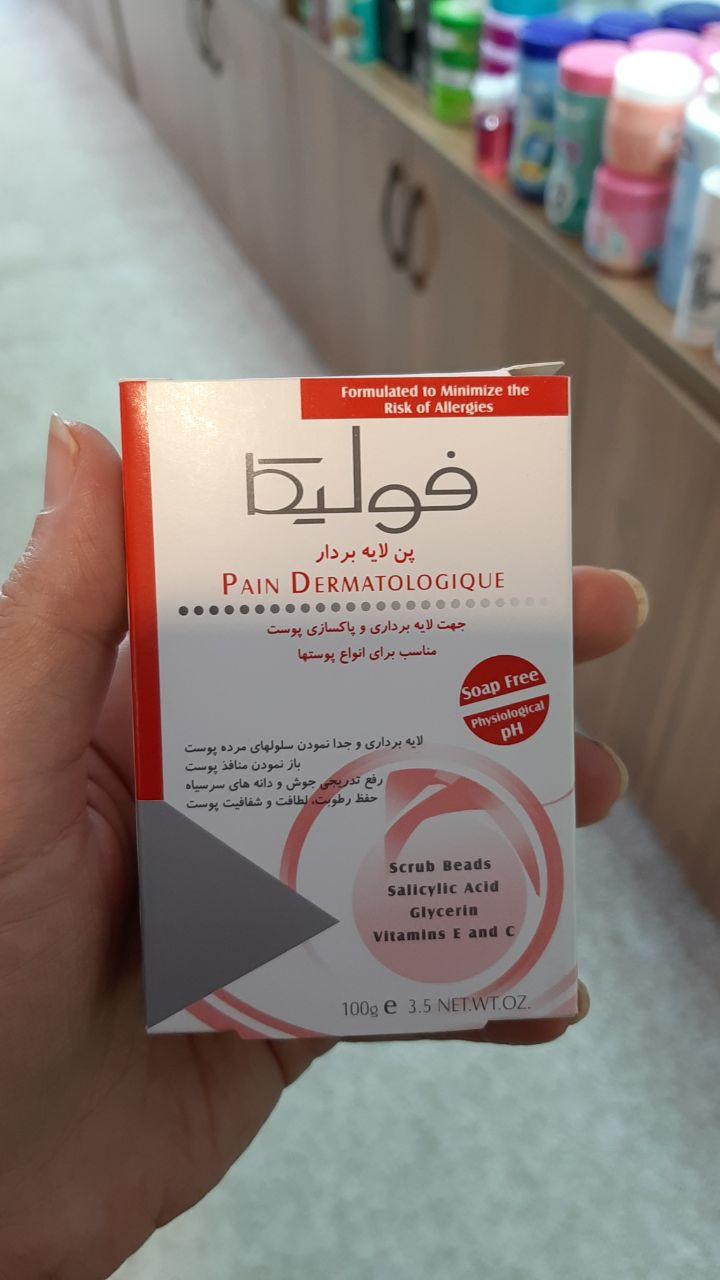 Formulated to Minimize the
Risk of Allergies
فولیکا
پن لایه بردار
PAIN DERMATOLOGIQUE
جهت لایه برداری و پاکسازی پوست
مناسب برای انواع پوستها
Soap Free
Physiological
pH
لایه برداری و جدا نمودن سلولهای مرده پوست
باز نمودن منافذ پوست
رفع تدریجی جوش و دانه های سرسیاه
حفظ رطوبت، لطافت و شفافیت پوست
Scrub Beads
Salicylic Acid
Glycerin
Vitamins E and C
100g e 3.5 NET.WT.OZ.